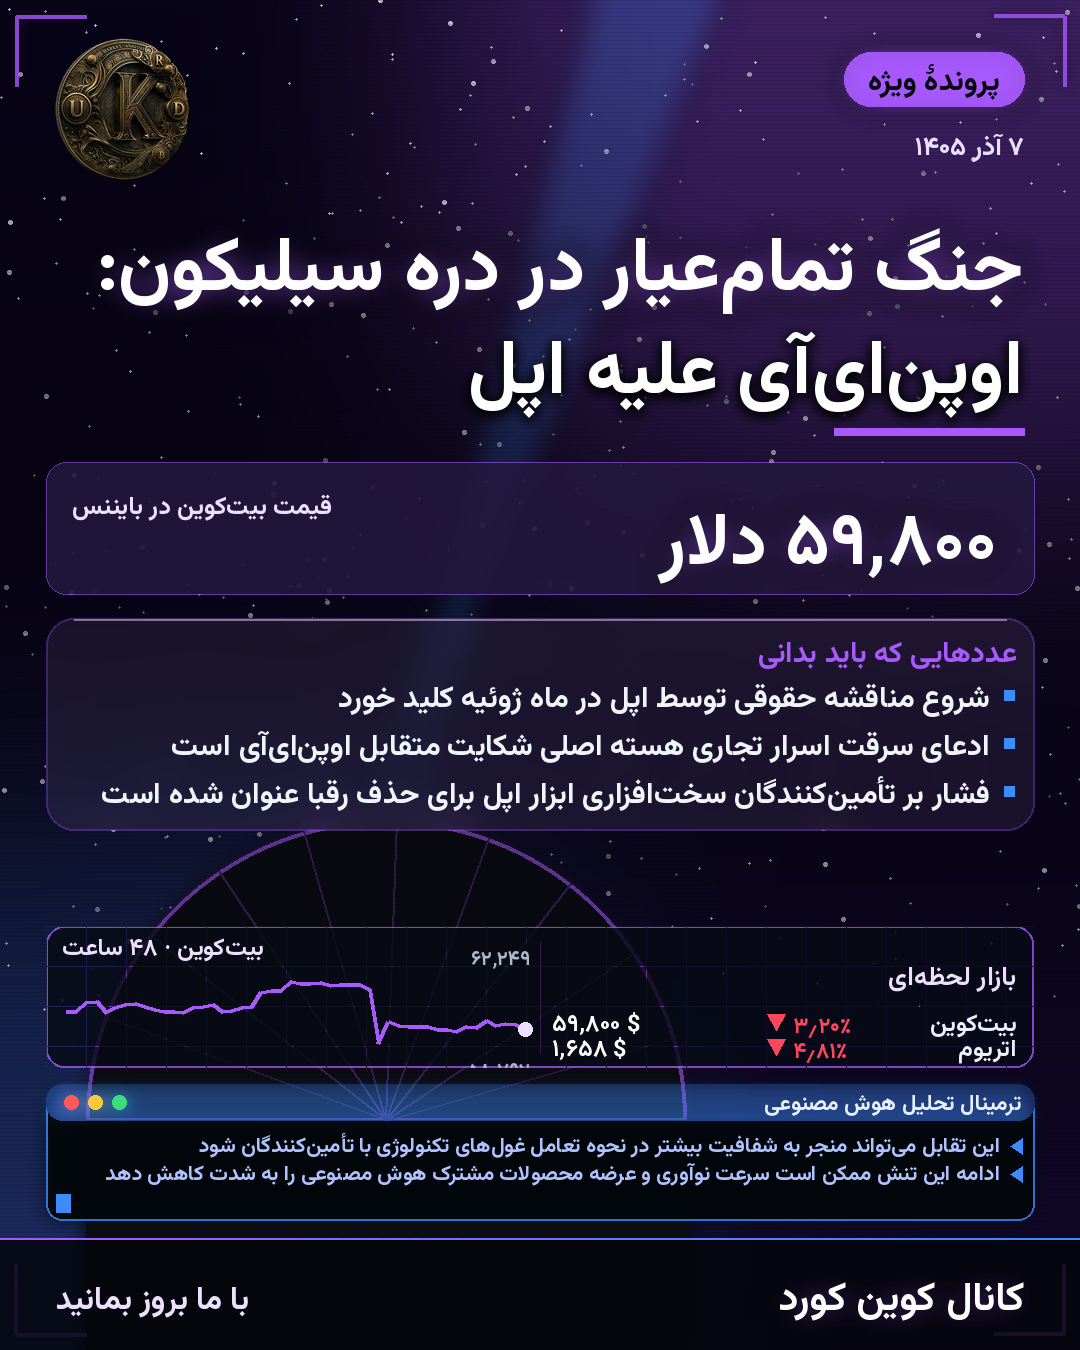 پروندهٔ ویژه
۷ آذر ۱۴۰۵
جنگ تمام‌عیار در دره سیلیکون:
اوپن‌ای‌آی علیه اپل
قیمت بیت‌کوین در بایننس
۵۹,۸۰۰ دلار
عددهایی که باید بدانی
شروع مناقشه حقوقی توسط اپل در ماه ژوئیه کلید خورد
ادعای سرقت اسرار تجاری هسته اصلی شکایت متقابل اوپن‌ای‌آی است
فشار بر تأمین‌کنندگان سخت‌افزاری ابزار اپل برای حذف رقبا عنوان شده است
بازار لحظه‌ای
بیت‌کوین ۳٫۲۰٪ ۵۹,۸۰۰ $
اتریوم ۴٫۸۱٪ ۱,۶۵۸ $
بیت‌کوین · ۴۸ ساعت
۶۲,۲۴۹
ترمینال تحلیل هوش مصنوعی
این تقابل می‌تواند منجر به شفافیت بیشتر در نحوه تعامل غول‌های تکنولوژی با تأمین‌کنندگان شود
ادامه این تنش ممکن است سرعت نوآوری و عرضه محصولات مشترک هوش مصنوعی را به شدت کاهش دهد
کانال کوین کورد
با ما بروز بمانید